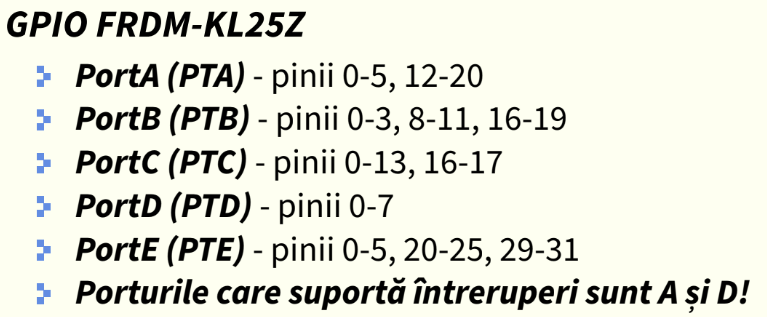 GPIO FRDM-KL25Z
PortA (PTA) - pinii 0-5, 12-20
PortB (PTB) - pinii 0-3, 8-11, 16-19
PortC (PTC) - pinii 0-13, 16-17
PortD (PTD) - pinii 0-7
PortE (PTE) - pinii 0-5, 20-25, 29-31
Porturile care suportă întreruperi sunt A și D!